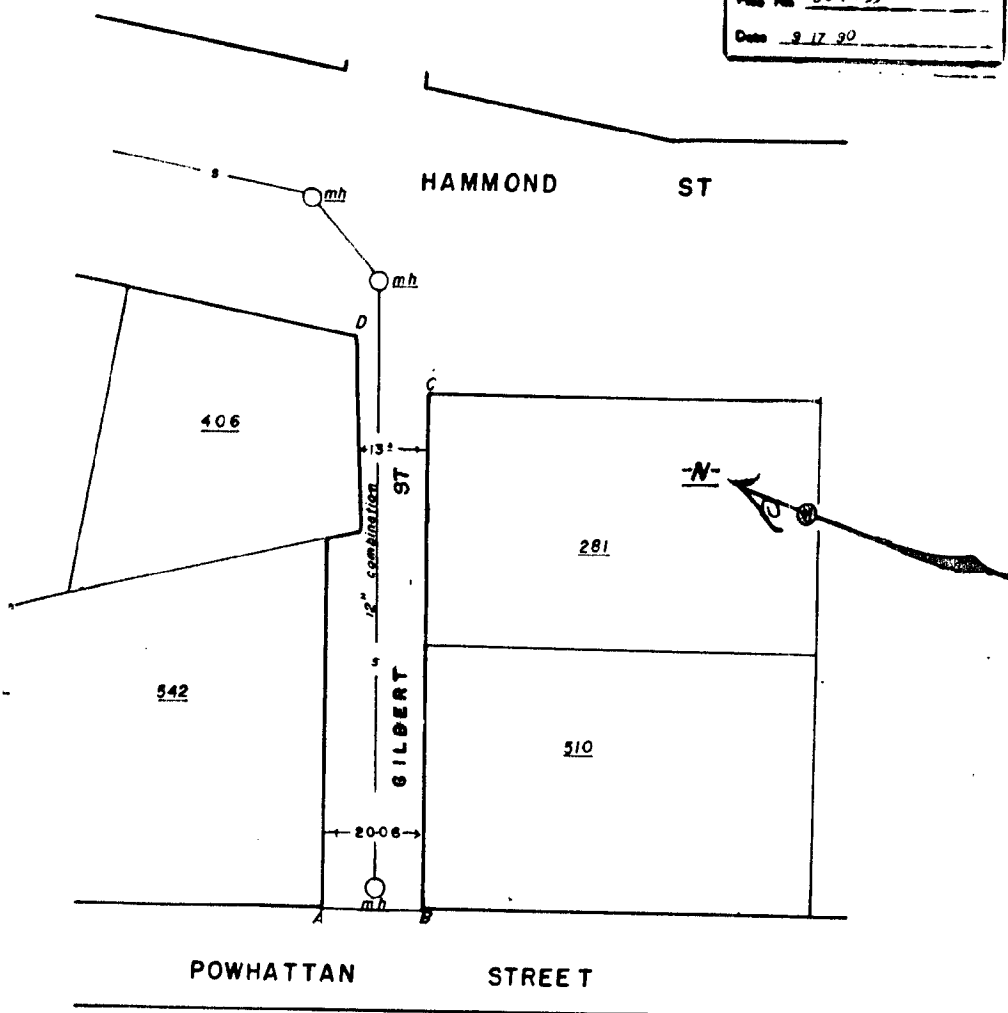 Date 9 17 90
HAMMOND ST
s
mh
mh
D
C
406
13±
ST
-N-
12" combination
281
s
542
GILBERT
510
20.06
mh
A
B
POWHATTAN STREET